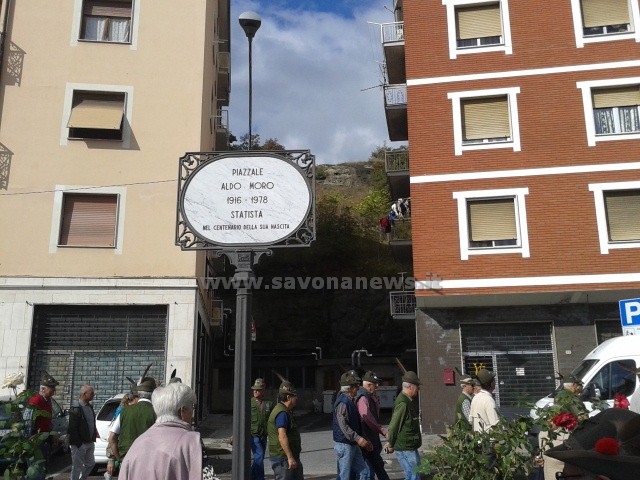 PIAZZALE
ALDO MORO
1916 - 1978
STATISTA
NEL CENTENARIO DELLA SUA NASCITA
www.savonanews.it
P